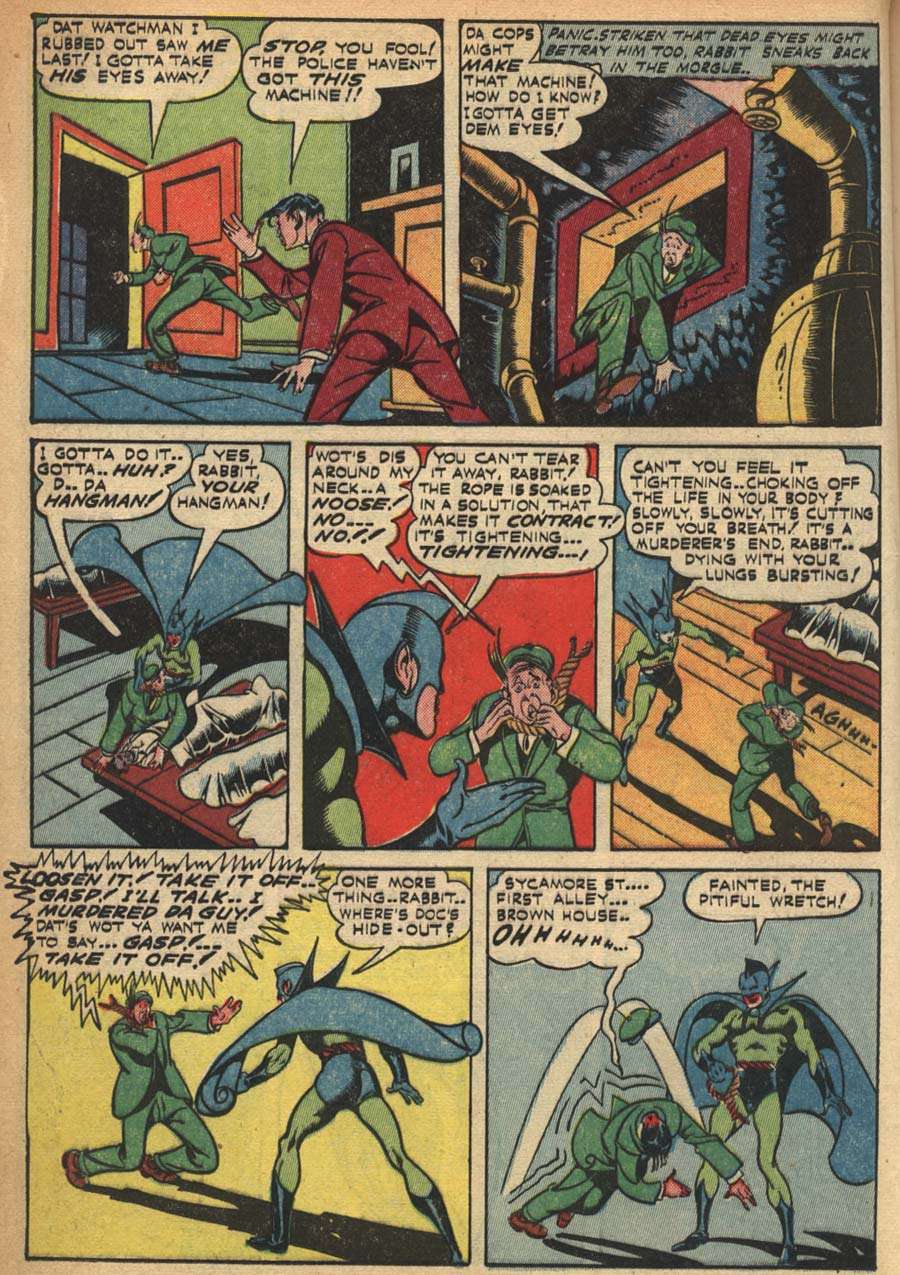 DAT WATCHMAN I
RUBBED OUT SAW ME
LAST! I GOTTA TAKE
HIS EYES AWAY!
STOP, YOU FOOL!
THE POLICE HAVEN'T
GOT THIS
MACHINE!!
DA COPS
MIGHT
MAKE
THAT MACHINE!
HOW DO I KNOW?
I GOTTA GET
DEM EYES!
PANIC-STRIKEN THAT DEAD EYES MIGHT
BETRAY HIM TOO, RABBIT SNEAKS BACK
IN THE MORGUE..
I GOTTA DO IT..
GOTTA.. HUH?
D.. DA
HANGMAN!
YES,
RABBIT,
YOUR
HANGMAN!
WOT'S DIS
AROUND MY
NECK..A
NOOSE!
NO...
NO.!!
YOU CAN'T TEAR
IT AWAY, RABBIT!
THE ROPE IS SOAKED
IN A SOLUTION, THAT
MAKES IT CONTRACT!
IT'S TIGHTENING...
TIGHTENING...!
CAN'T YOU FEEL IT
TIGHTENING..CHOKING OFF
THE LIFE IN YOUR BODY?
SLOWLY, SLOWLY, IT'S CUTTING
OFF YOUR BREATH! IT'S A
MURDERER'S END, RABBIT..
DYING WITH YOUR
LUNGS BURSTING!
AGHHH--
LOOSEN IT! TAKE IT OFF..
GASP! I'LL TALK.. I
MURDERED DA GUY!
DAT'S WOT YA WANT ME
TO SAY... GASP!...
TAKE IT OFF!
ONE MORE
THING..RABBIT..
WHERE'S DOC'S
HIDE-OUT?
SYCAMORE ST....
FIRST ALLEY...
BROWN HOUSE..
OHHHHHH...
FAINTED, THE
PITIFUL WRETCH!